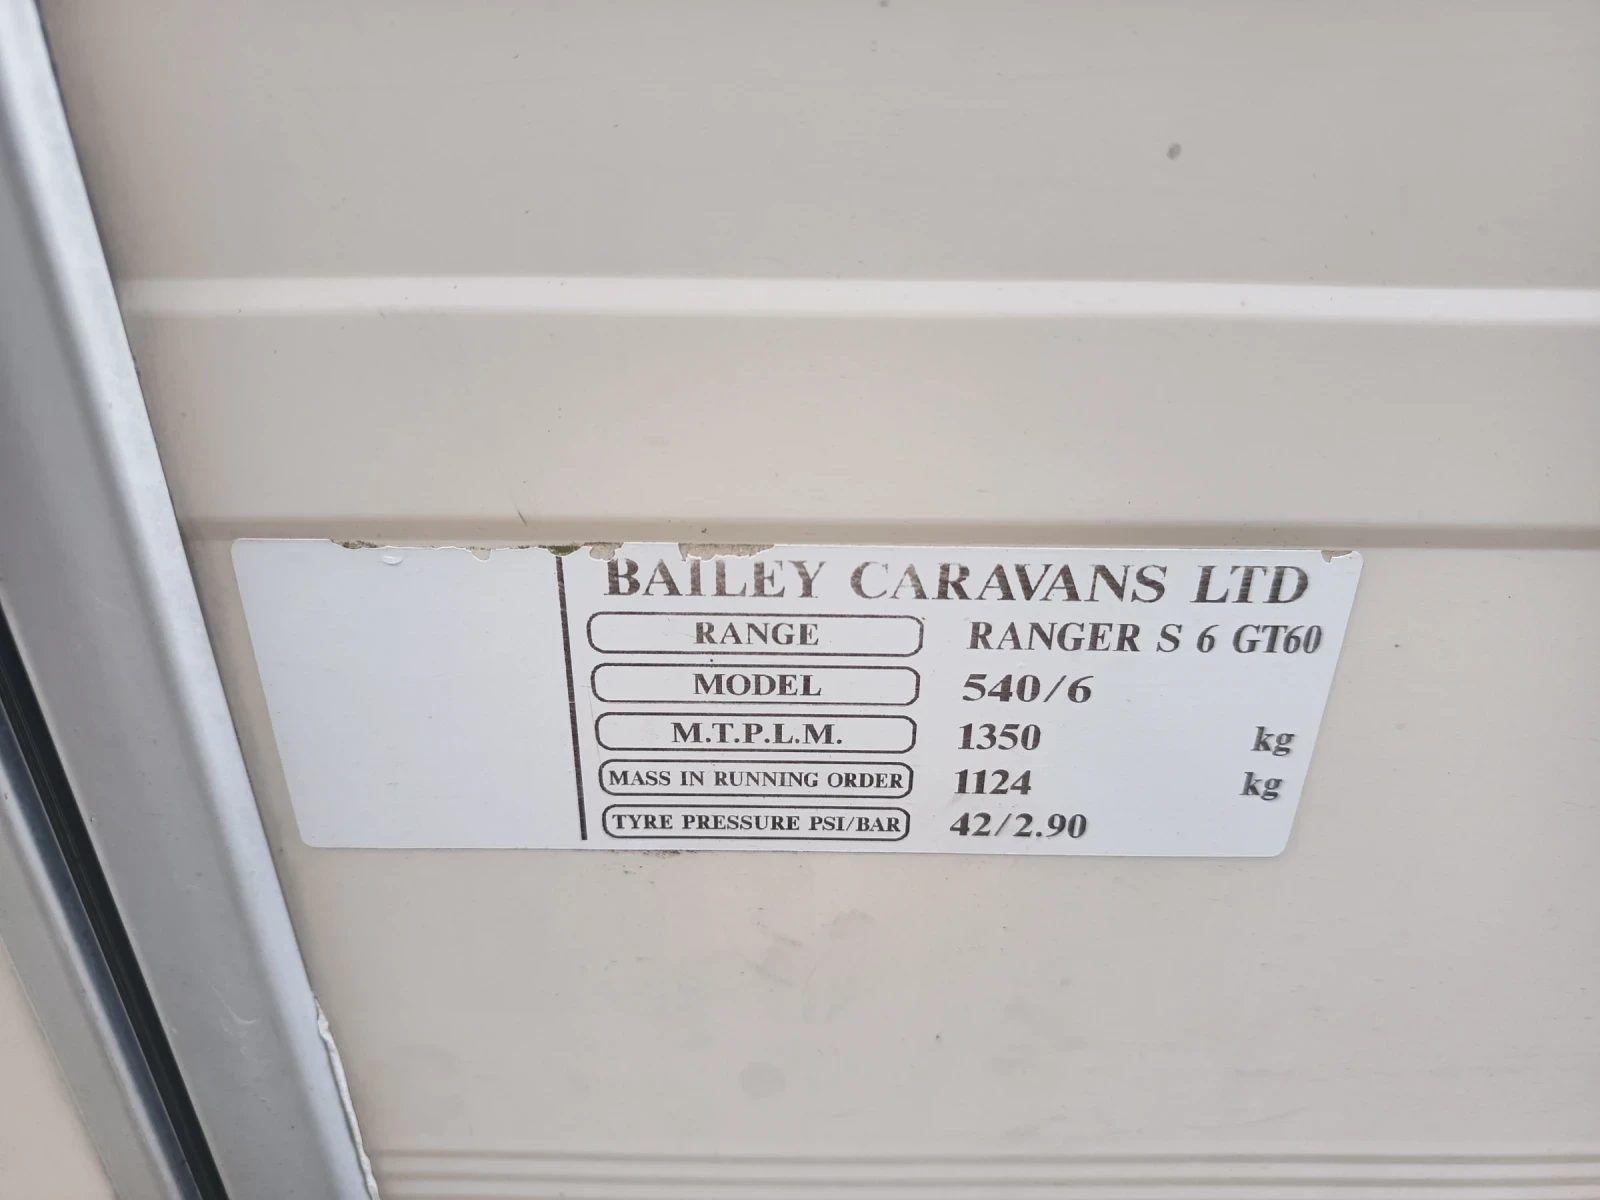 BAILEY CARAVANS LTD
RANGE RANGER S 6 GT60
MODEL 540/6
M.T.P.L.M. 1350 kg
MASS IN RUNNING ORDER 1124 kg
TYRE PRESSURE PSI/BAR 42/2.90